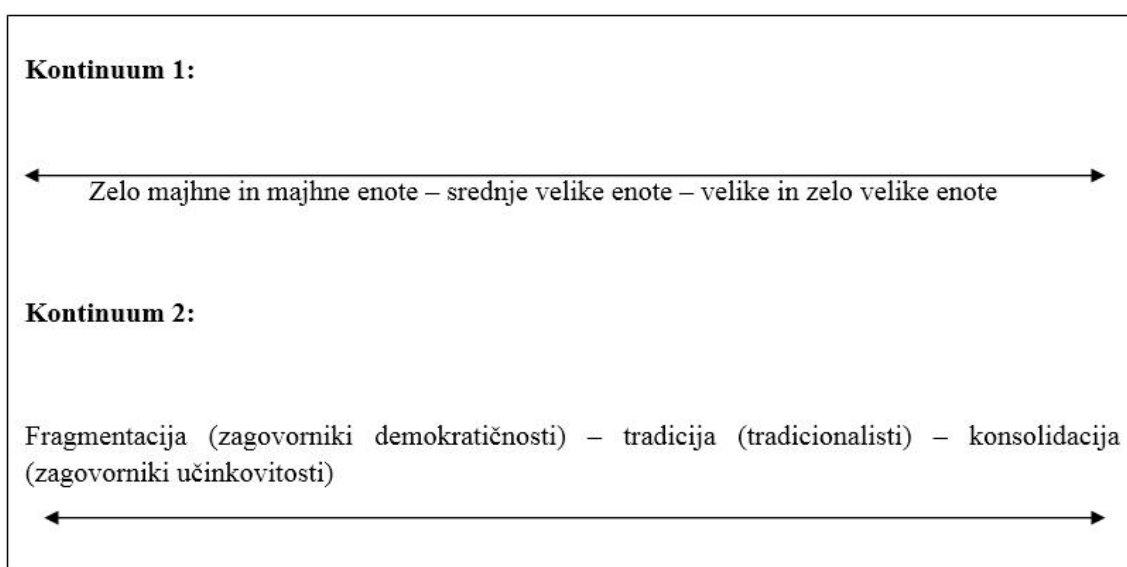 Kontinuum 1:
Zelo majhne in majhne enote – srednje velike enote – velike in zelo velike enote
Kontinuum 2:
Fragmentacija (zagovorniki demokratičnosti) – tradicija (tradicionalisti) – konsolidacija
(zagovorniki učinkovitosti)